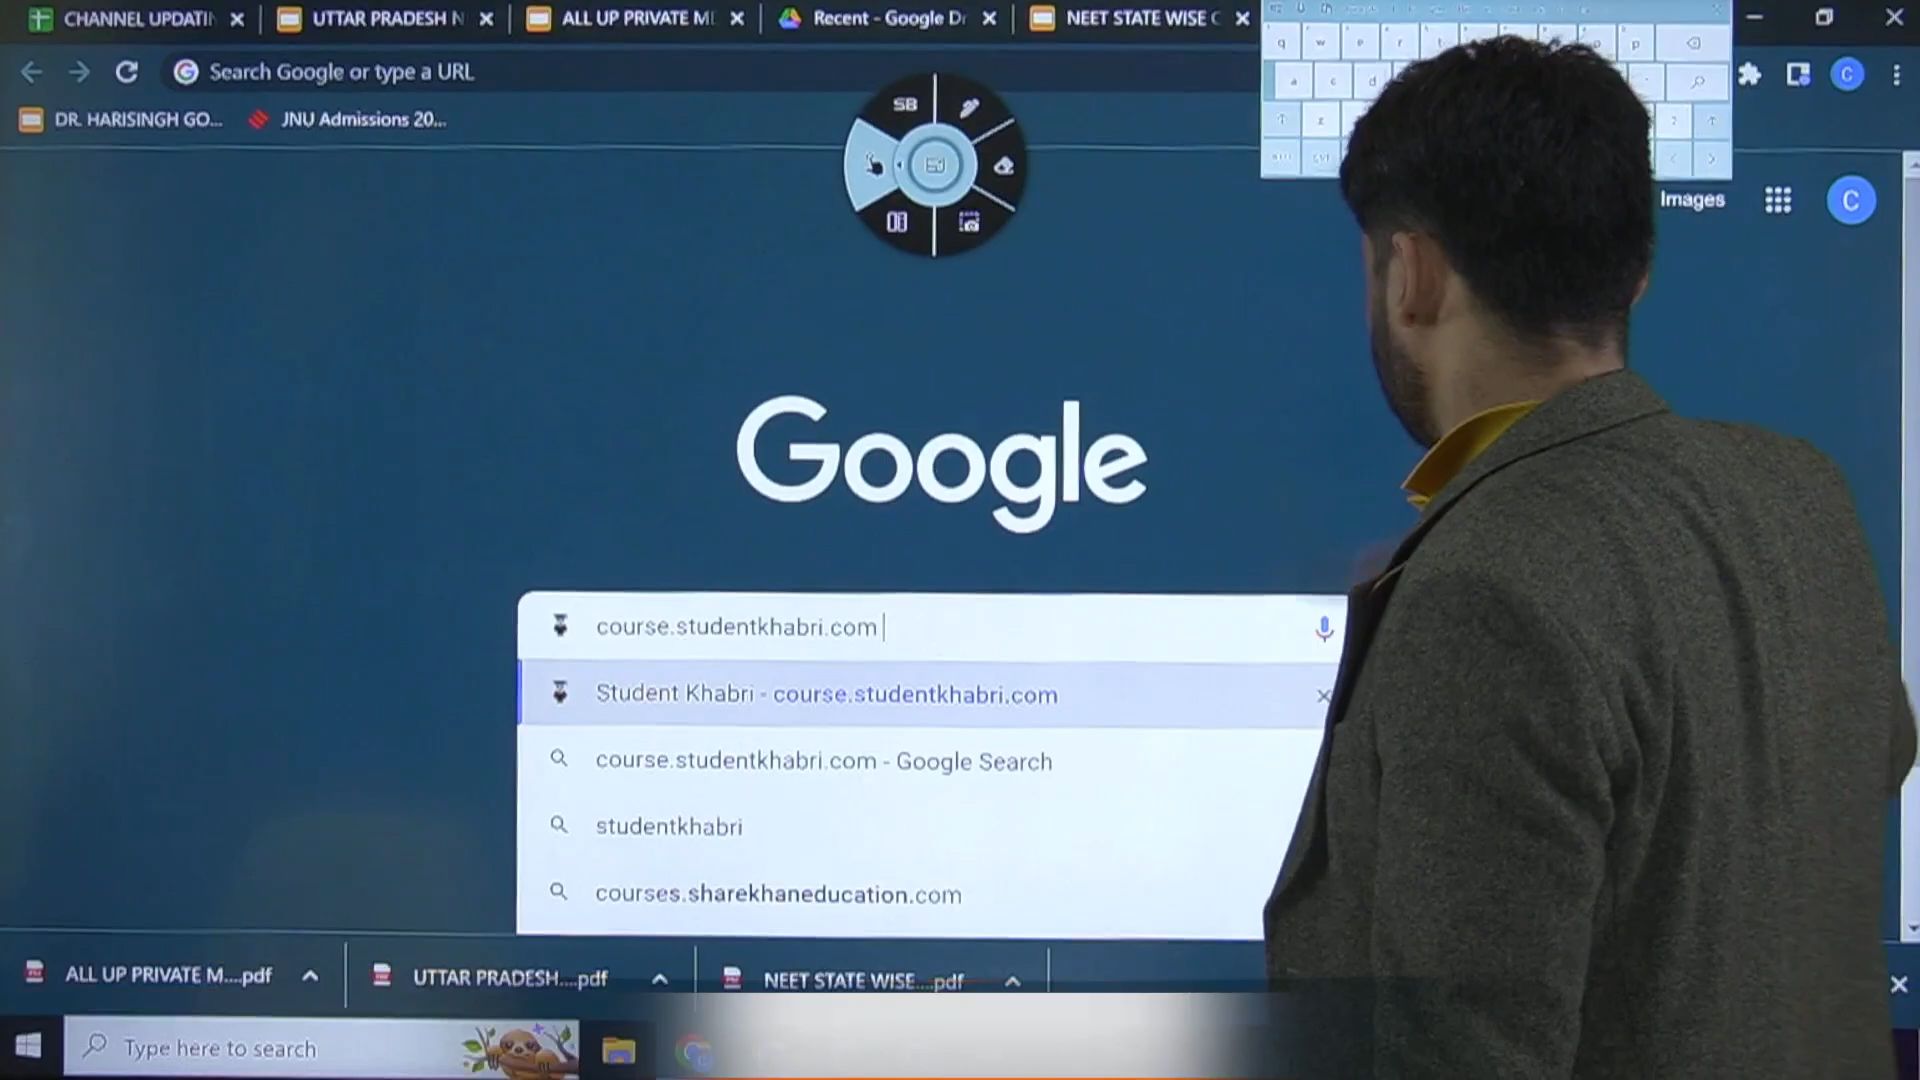 CHANNEL UPDATI
UTTAR PRADESH N
ALL UP PRIVATE M
Recent - Google Dr
NEET STATE WISE C
Search Google or type a URL
C
DR. HARISINGH GO...
JNU Admissions 20...
SB
q w e r t o p
a c d
z ?
Images
C
Google
course.studentkhabri.com
Student Khabri - course.studentkhabri.com
course.studentkhabri.com - Google Search
studentkhabri
courses.sharekhaneducation.com
ALL UP PRIVATE M....pdf
UTTAR PRADESH....pdf
NEET STATE WISE....pdf
Type here to search